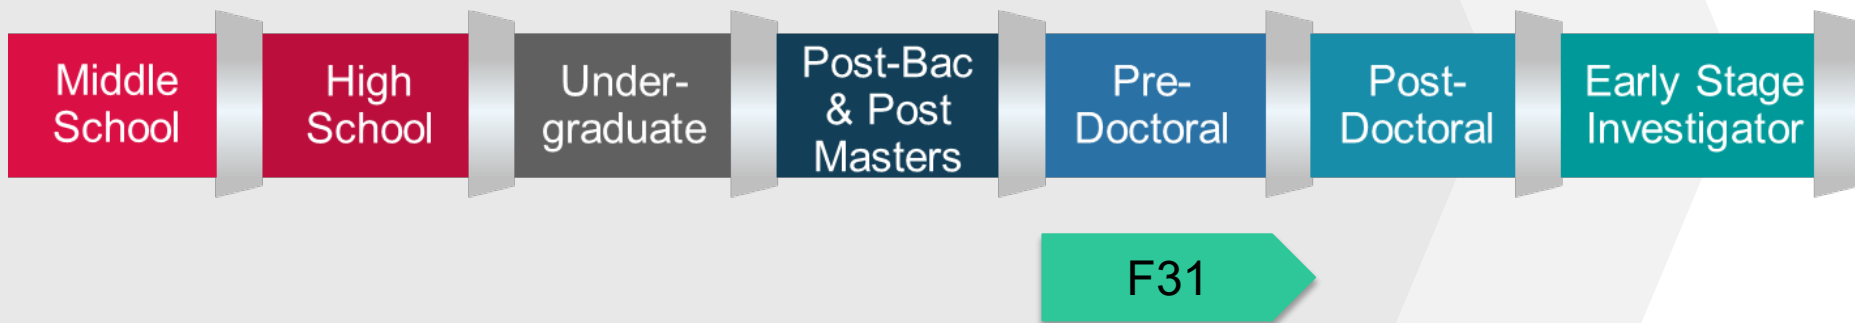 Middle
School
High
School
Under-
graduate
Post-Bac
& Post
Masters
Pre-
Doctoral
Post-
Doctoral
Early Stage
Investigator
F31